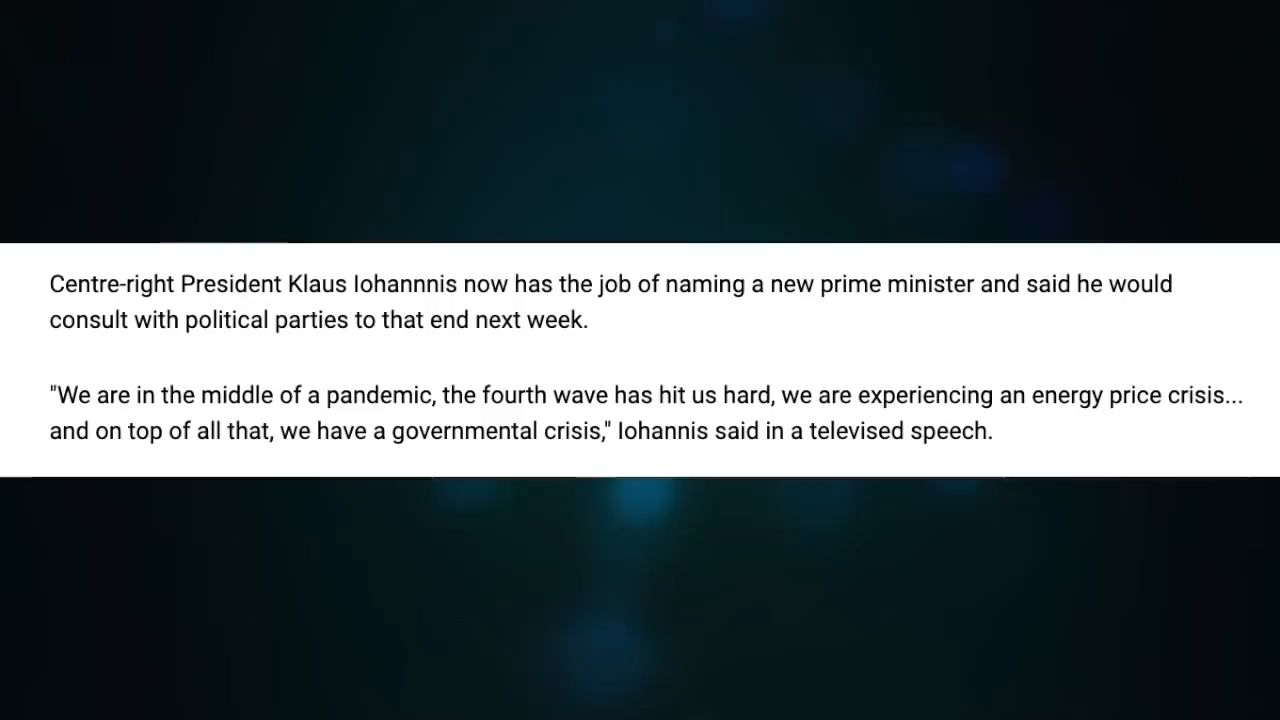 Centre-right President Klaus Iohannnis now has the job of naming a new prime minister and said he would
consult with political parties to that end next week.
"We are in the middle of a pandemic, the fourth wave has hit us hard, we are experiencing an energy price crisis...
and on top of all that, we have a governmental crisis," Iohannis said in a televised speech.